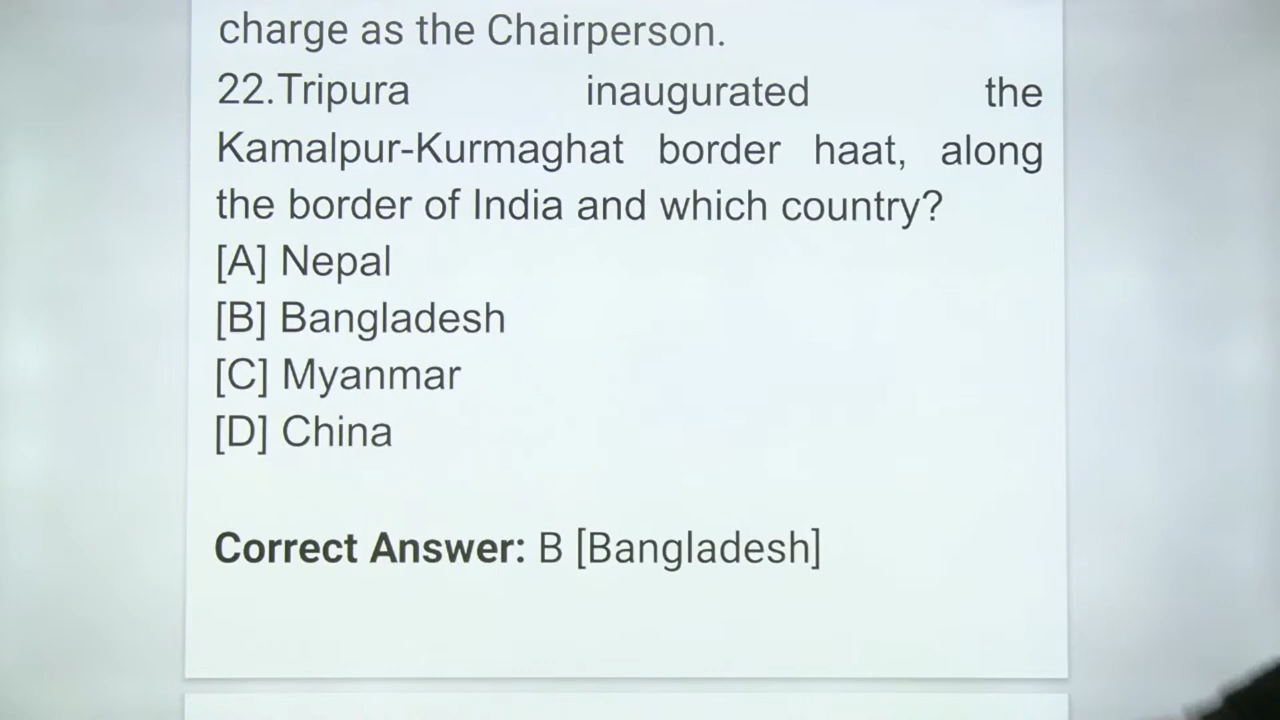 charge as the Chairperson.
22.Tripura inaugurated the
Kamalpur-Kurmaghat border haat, along
the border of India and which country?
[A] Nepal
[B] Bangladesh
[C] Myanmar
[D] China
Correct Answer: B [Bangladesh]